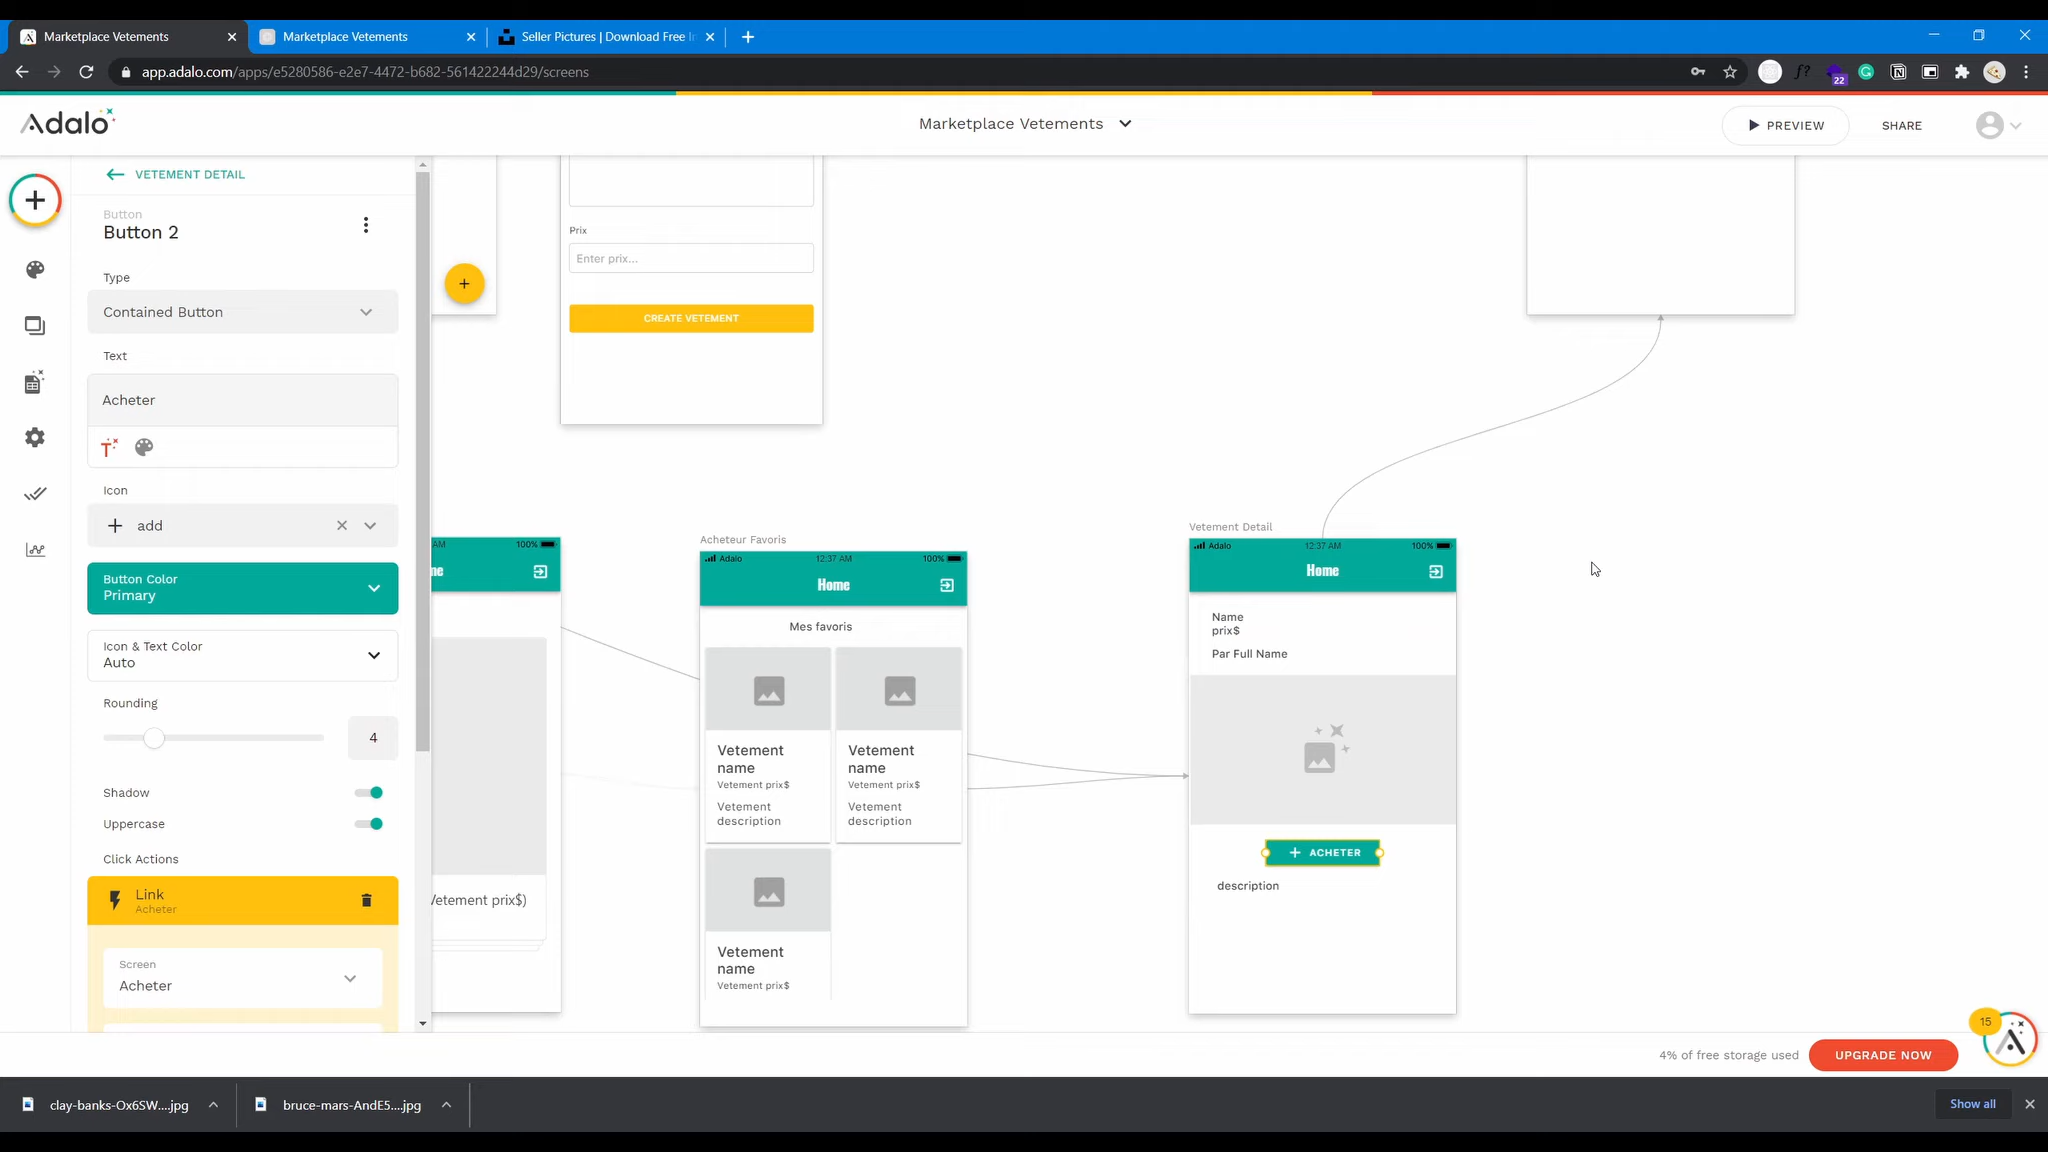 Marketplace Vetements
Marketplace Vetements
Seller Pictures | Download Free I
app.adalo.com/apps/e5280586-e2e7-4472-b682-561422244d29/screens
f?
22
Adalo
Marketplace Vetements
PREVIEW
SHARE
VETEMENT DETAIL
Button
Button 2
Type
Contained Button
Text
Acheter
Icon
add
Button Color
Primary
Icon & Text Color
Auto
Rounding
4
Shadow
Uppercase
Click Actions
Link
Acheter
Screen
Acheter
Prix
Enter prix...
CREATE VETEMENT
AM
100%
me
Vetement prix$)
Acheteur Favoris
Adalo
12:37 AM
100%
Home
Mes favoris
Vetement
name
Vetement prix$
Vetement
description
Vetement
name
Vetement prix$
Vetement
description
Vetement
name
Vetement prix$
Vetement Detail
Adalo
12:37 AM
100%
Home
Name
prix$
Par Full Name
+ ACHETER
description
15
4% of free storage used
UPGRADE NOW
clay-banks-Ox6SW....jpg
bruce-mars-AndE5....jpg
Show all